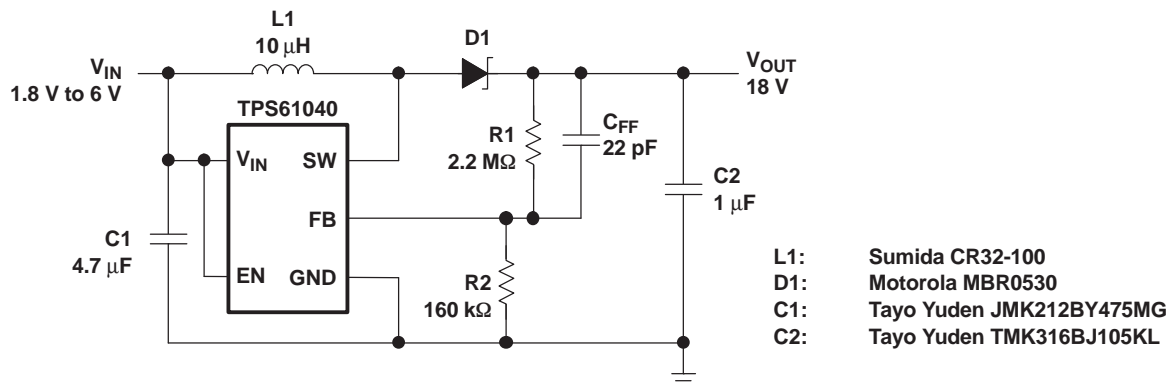 L1
10 μH
D1
VIN
1.8 V to 6 V
VOUT
18 V
TPS61040
VIN
SW
FB
EN
GND
R1
2.2 MΩ
CFF
22 pF
C2
1 μF
C1
4.7 μF
R2
160 kΩ
L1: Sumida CR32-100
D1: Motorola MBR0530
C1: Tayo Yuden JMK212BY475MG
C2: Tayo Yuden TMK316BJ105KL